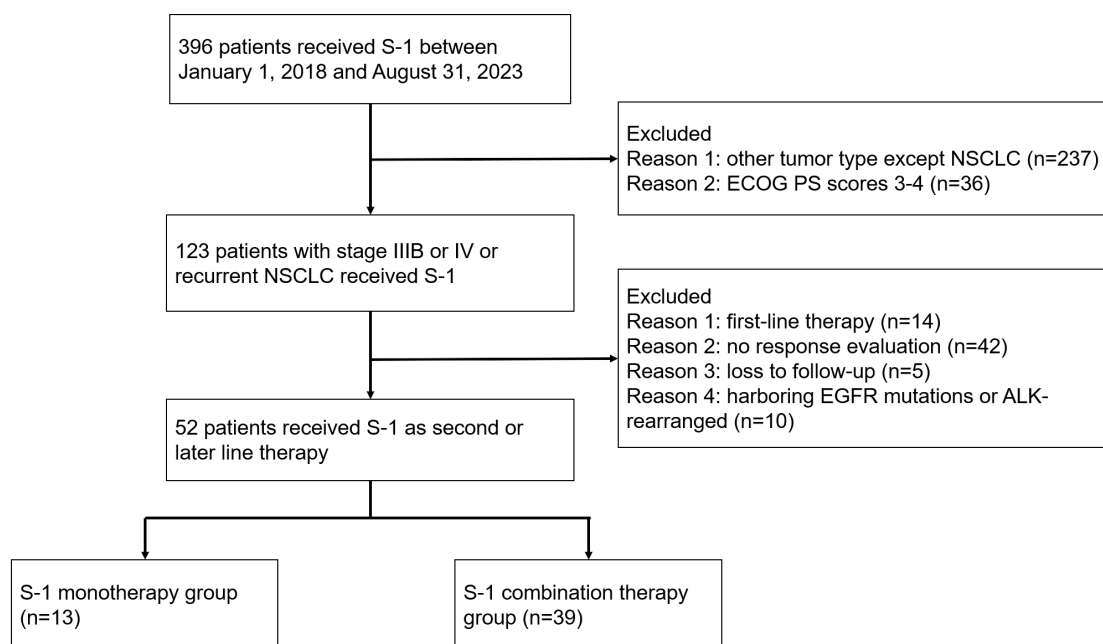 396 patients received S-1 between
January 1, 2018 and August 31, 2023
Excluded
Reason 1: other tumor type except NSCLC (n=237)
Reason 2: ECOG PS scores 3-4 (n=36)
123 patients with stage IIIB or IV or
recurrent NSCLC received S-1
Excluded
Reason 1: first-line therapy (n=14)
Reason 2: no response evaluation (n=42)
Reason 3: loss to follow-up (n=5)
Reason 4: harboring EGFR mutations or ALK-
rearranged (n=10)
52 patients received S-1 as second or
later line therapy
S-1 monotherapy group
(n=13)
S-1 combination therapy
group (n=39)